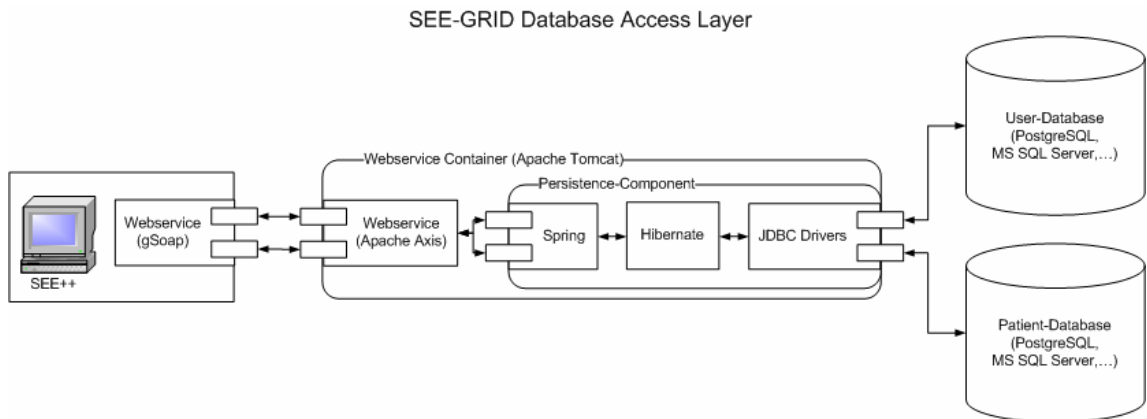 SEE-GRID Database Access Layer
User-Database
(PostgreSQL,
MS SQL Server,...)
Webservice Container (Apache Tomcat)
Persistence-Component
Webservice
(gSoap)
Webservice
(Apache Axis)
Spring
Hibernate
JDBC Drivers
SEE++
Patient-Database
(PostgreSQL,
MS SQL Server,...)